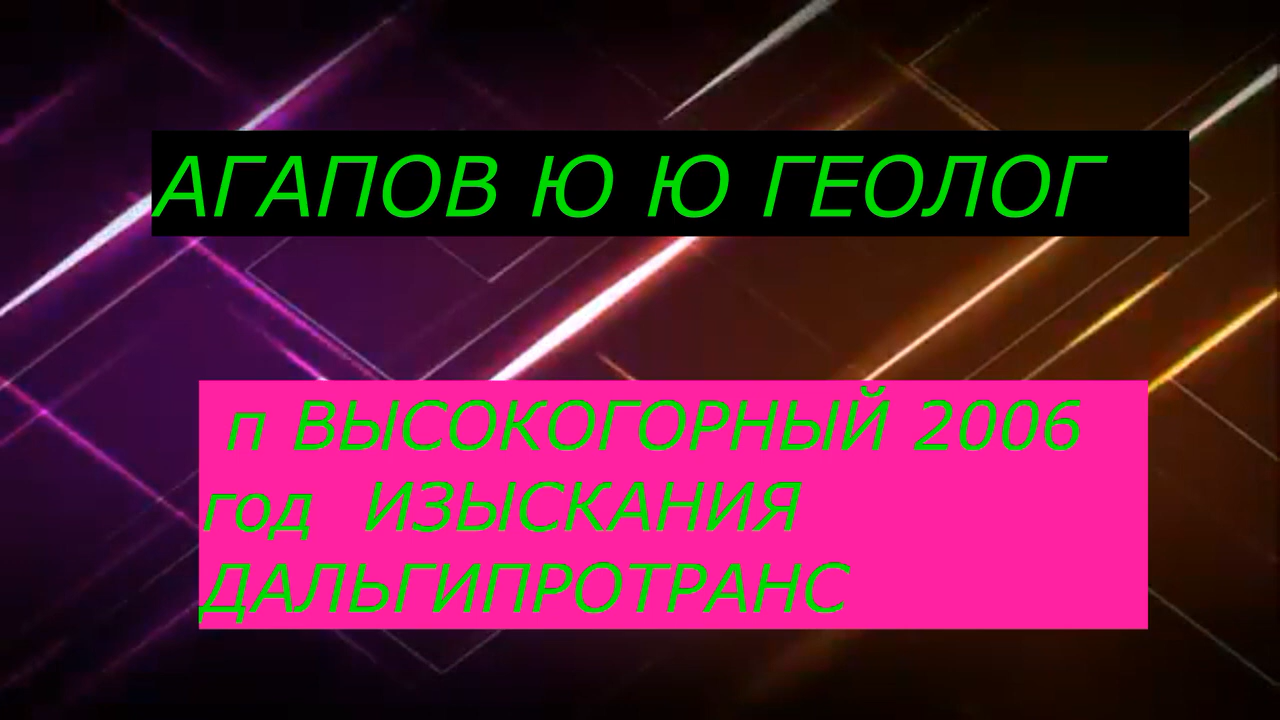 АГАПОВ Ю Ю ГЕОЛОГ
п ВЫСОКОГОРНЫЙ 2006
год ИЗЫСКАНИЯ
ДАЛЬГИПРОТРАНС